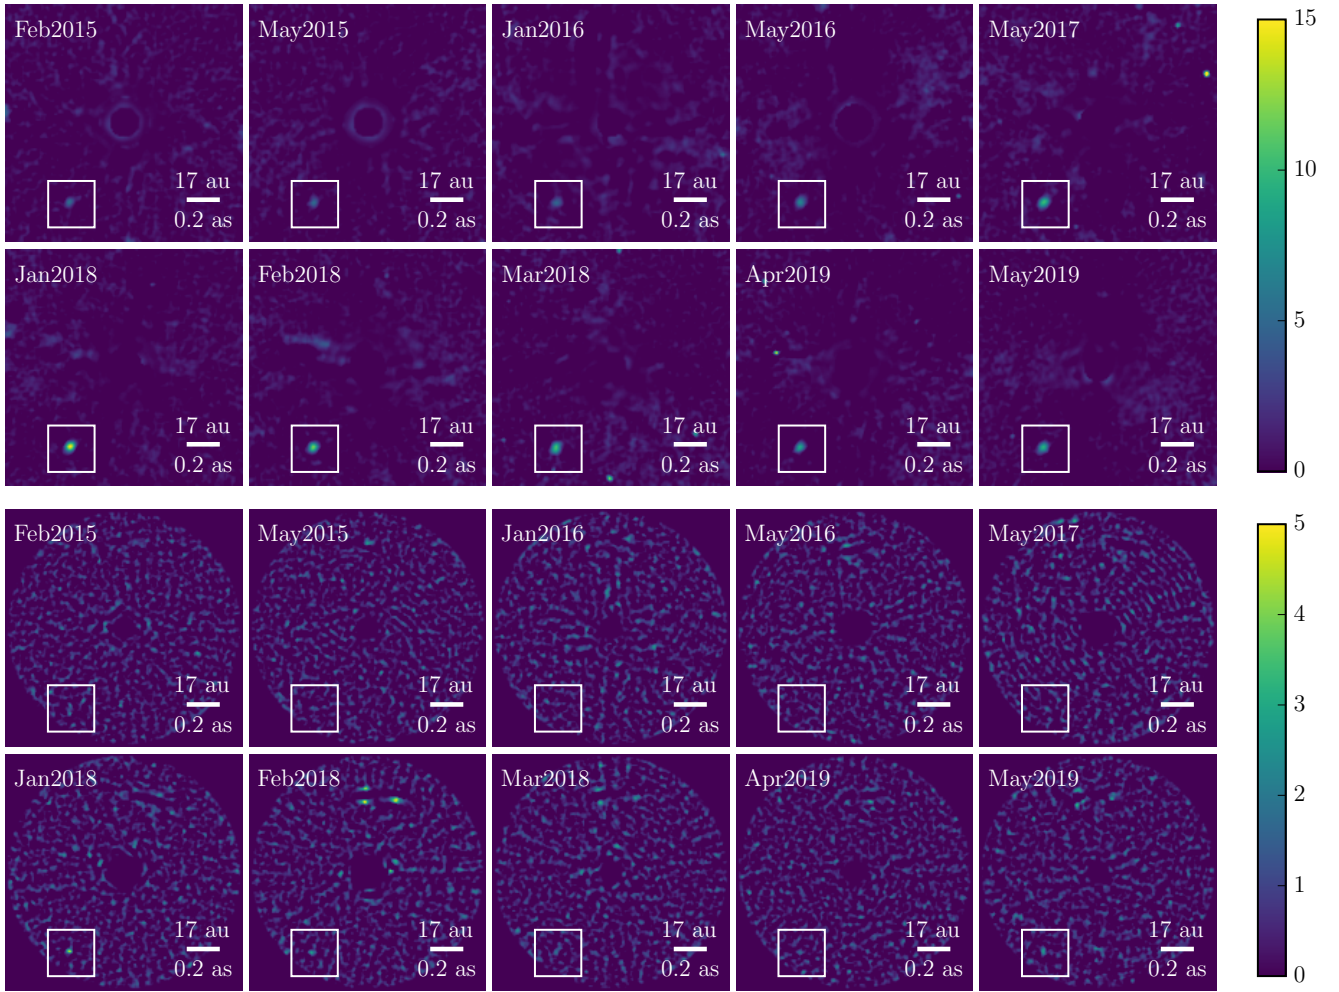 Feb2015
17 au
0.2 as
May2015
17 au
0.2 as
Jan2016
17 au
0.2 as
May2016
17 au
0.2 as
May2017
17 au
0.2 as
Jan2018
17 au
0.2 as
Feb2018
17 au
0.2 as
Mar2018
17 au
0.2 as
Apr2019
17 au
0.2 as
May2019
17 au
0.2 as
15
10
5
0
Feb2015
17 au
0.2 as
May2015
17 au
0.2 as
Jan2016
17 au
0.2 as
May2016
17 au
0.2 as
May2017
17 au
0.2 as
Jan2018
17 au
0.2 as
Feb2018
17 au
0.2 as
Mar2018
17 au
0.2 as
Apr2019
17 au
0.2 as
May2019
17 au
0.2 as
5
4
3
2
1
0